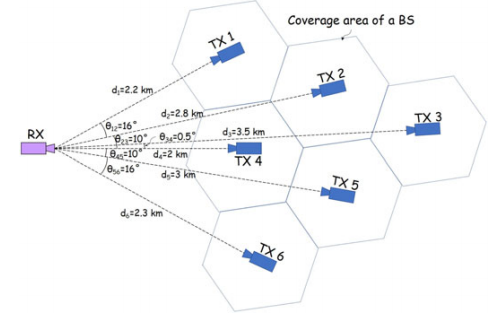 Coverage area of a BS
TX 1
TX 2
d₁=2.2 km
d₂=2.8 km
TX 3
θ₁₂=16°
RX
θ₂₃=10°
θ₃₄=0.5°
d₃=3.5 km
θ₄₅=10°
d₄=2 km
TX 4
θ₅₆=16°
d₅=3 km
TX 5
d₆=2.3 km
TX 6